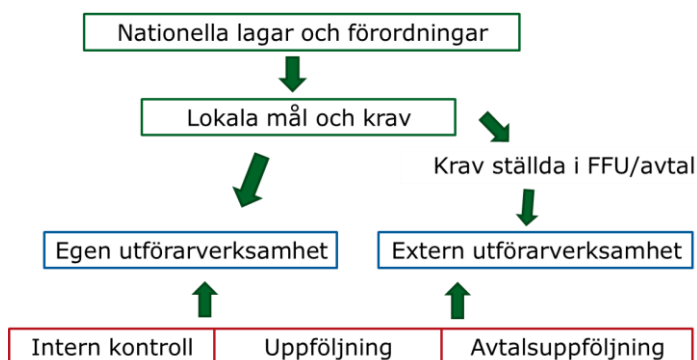 Nationella lagar och förordningar
Lokala mål och krav
Krav ställda i FFU/avtal
Egen utförarverksamhet
Extern utförarverksamhet
Intern kontroll
Uppföljning
Avtalsuppföljning